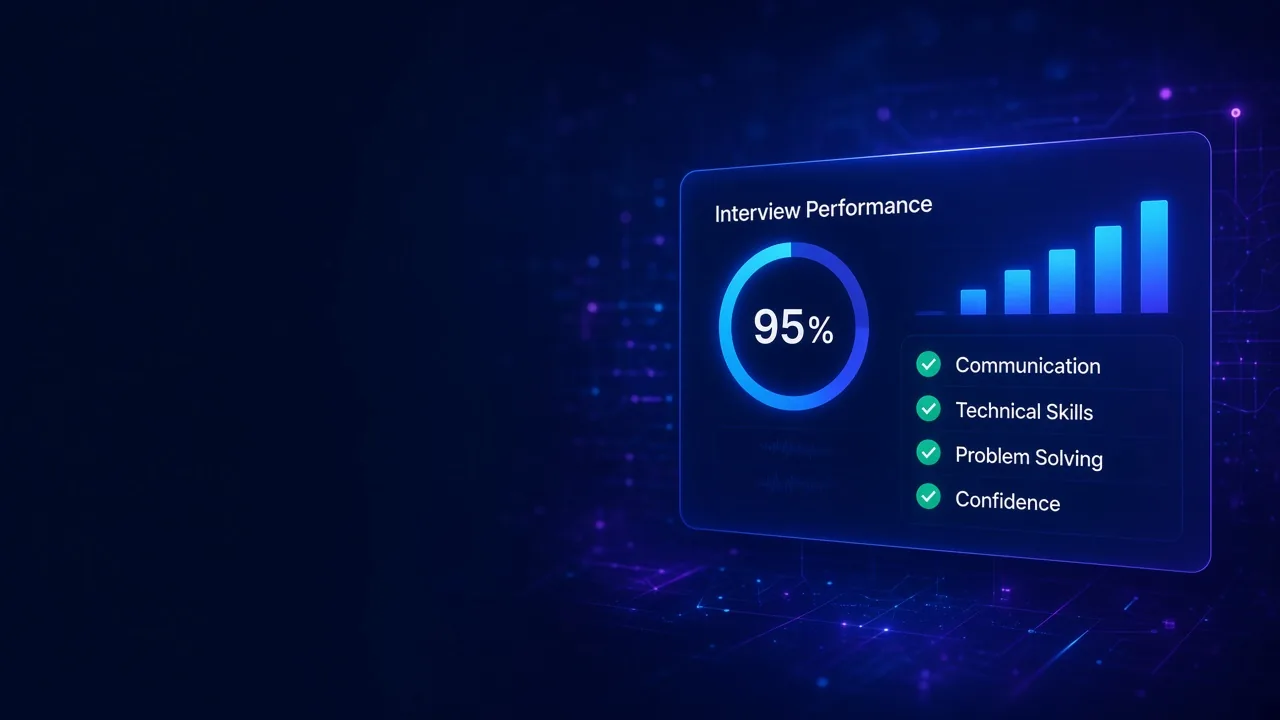 Interview Performance
95%
Communication
Technical Skills
Problem Solving
Confidence